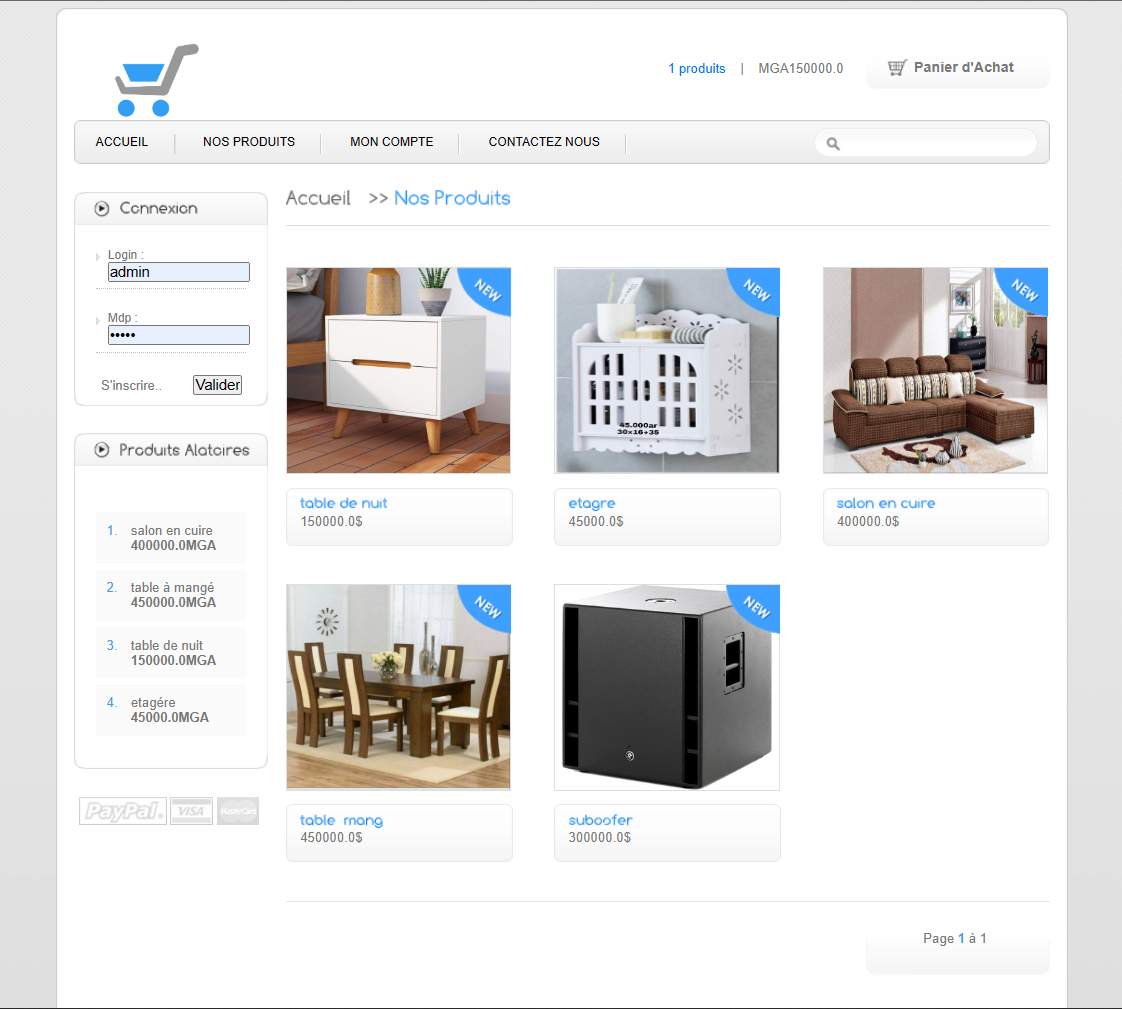 1 produits | MGA150000.0 Panier d'Achat
ACCUEIL NOS PRODUITS MON COMPTE CONTACTEZ NOUS
Connexion
Login :
admin
Mdp :
•••••
S'inscrire.. Valider
Produits Alatoires
1. salon en cuire
400000.0MGA
2. table à mangé
450000.0MGA
3. table de nuit
150000.0MGA
4. etagére
45000.0MGA
PayPal VISA MasterCard
Accueil >> Nos Produits
NEW
NEW
45.000ar
30×16×35
NEW
table de nuit
150000.0$
etagre
45000.0$
salon en cuire
400000.0$
NEW
NEW
table mang
450000.0$
suboofer
300000.0$
Page 1 à 1